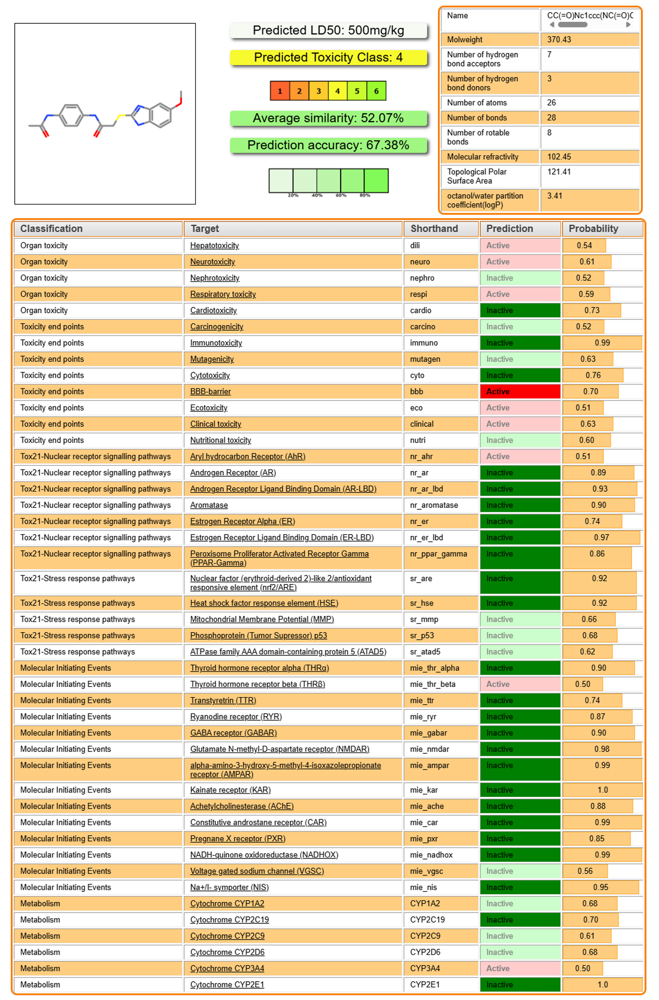 Predicted LD50: 500mg/kg
Predicted Toxicity Class: 4
1 2 3 4 5 6
Average similarity: 52.07%
Prediction accuracy: 67.38%
20% 40% 60% 80%
Name CC(=O)Nc1ccc(NC(=O)C
Molweight 370.43
Number of hydrogen
bond acceptors 7
Number of hydrogen
bond donors 3
Number of atoms 26
Number of bonds 28
Number of rotable
bonds 8
Molecular refractivity 102.45
Topological Polar
Surface Area 121.41
octanol/water partition
coefficient(logP) 3.41
Classification Target Shorthand Prediction Probability
Organ toxicity Hepatotoxicity dili Active 0.54
Organ toxicity Neurotoxicity neuro Active 0.61
Organ toxicity Nephrotoxicity nephro Inactive 0.52
Organ toxicity Respiratory toxicity respi Active 0.59
Organ toxicity Cardiotoxicity cardio Inactive 0.73
Toxicity end points Carcinogenicity carcino Inactive 0.52
Toxicity end points Immunotoxicity immuno Inactive 0.99
Toxicity end points Mutagenicity mutagen Inactive 0.63
Toxicity end points Cytotoxicity cyto Inactive 0.76
Toxicity end points BBB-barrier bbb Active 0.70
Toxicity end points Ecotoxicity eco Active 0.51
Toxicity end points Clinical toxicity clinical Active 0.63
Toxicity end points Nutritional toxicity nutri Inactive 0.60
Tox21-Nuclear receptor signalling pathways Aryl hydrocarbon Receptor (AhR) nr_ahr Active 0.51
Tox21-Nuclear receptor signalling pathways Androgen Receptor (AR) nr_ar Inactive 0.89
Tox21-Nuclear receptor signalling pathways Androgen Receptor Ligand Binding Domain (AR-LBD) nr_ar_lbd Inactive 0.93
Tox21-Nuclear receptor signalling pathways Aromatase nr_aromatase Inactive 0.90
Tox21-Nuclear receptor signalling pathways Estrogen Receptor Alpha (ER) nr_er Inactive 0.74
Tox21-Nuclear receptor signalling pathways Estrogen Receptor Ligand Binding Domain (ER-LBD) nr_er_lbd Inactive 0.97
Tox21-Nuclear receptor signalling pathways Peroxisome Proliferator Activated Receptor Gamma nr_ppar_gamma Inactive 0.86
(PPAR-Gamma)
Tox21-Stress response pathways Nuclear factor (erythroid-derived 2)-like 2/antioxidant sr_are Inactive 0.92
responsive element (nrf2/ARE)
Tox21-Stress response pathways Heat shock factor response element (HSE) sr_hse Inactive 0.92
Tox21-Stress response pathways Mitochondrial Membrane Potential (MMP) sr_mmp Inactive 0.66
Tox21-Stress response pathways Phosphoprotein (Tumor Supressor) p53 sr_p53 Inactive 0.68
Tox21-Stress response pathways ATPase family AAA domain-containing protein 5 (ATAD5) sr_atad5 Inactive 0.62
Molecular Initiating Events Thyroid hormone receptor alpha (THRα) mie_thr_alpha Inactive 0.90
Molecular Initiating Events Thyroid hormone receptor beta (THRβ) mie_thr_beta Active 0.50
Molecular Initiating Events Transtyretrin (TTR) mie_ttr Inactive 0.74
Molecular Initiating Events Ryanodine receptor (RYR) mie_ryr Inactive 0.87
Molecular Initiating Events GABA receptor (GABAR) mie_gabar Inactive 0.90
Molecular Initiating Events Glutamate N-methyl-D-aspartate receptor (NMDAR) mie_nmdar Inactive 0.98
Molecular Initiating Events alpha-amino-3-hydroxy-5-methyl-4-isoxazolepropionate mie_ampar Inactive 0.99
receptor (AMPAR)
Molecular Initiating Events Kainate receptor (KAR) mie_kar Inactive 1.0
Molecular Initiating Events Achetylcholinesterase (AChE) mie_ache Inactive 0.88
Molecular Initiating Events Constitutive androstane receptor (CAR) mie_car Inactive 0.99
Molecular Initiating Events Pregnane X receptor (PXR) mie_pxr Inactive 0.85
Molecular Initiating Events NADH-quinone oxidoreductase (NADHOX) mie_nadhox Inactive 0.99
Molecular Initiating Events Voltage gated sodium channel (VGSC) mie_vgsc Inactive 0.56
Molecular Initiating Events Na+/I- symporter (NIS) mie_nis Inactive 0.95
Metabolism Cytochrome CYP1A2 CYP1A2 Inactive 0.68
Metabolism Cytochrome CYP2C19 CYP2C19 Inactive 0.70
Metabolism Cytochrome CYP2C9 CYP2C9 Inactive 0.61
Metabolism Cytochrome CYP2D6 CYP2D6 Inactive 0.68
Metabolism Cytochrome CYP3A4 CYP3A4 Active 0.50
Metabolism Cytochrome CYP2E1 CYP2E1 Inactive 1.0